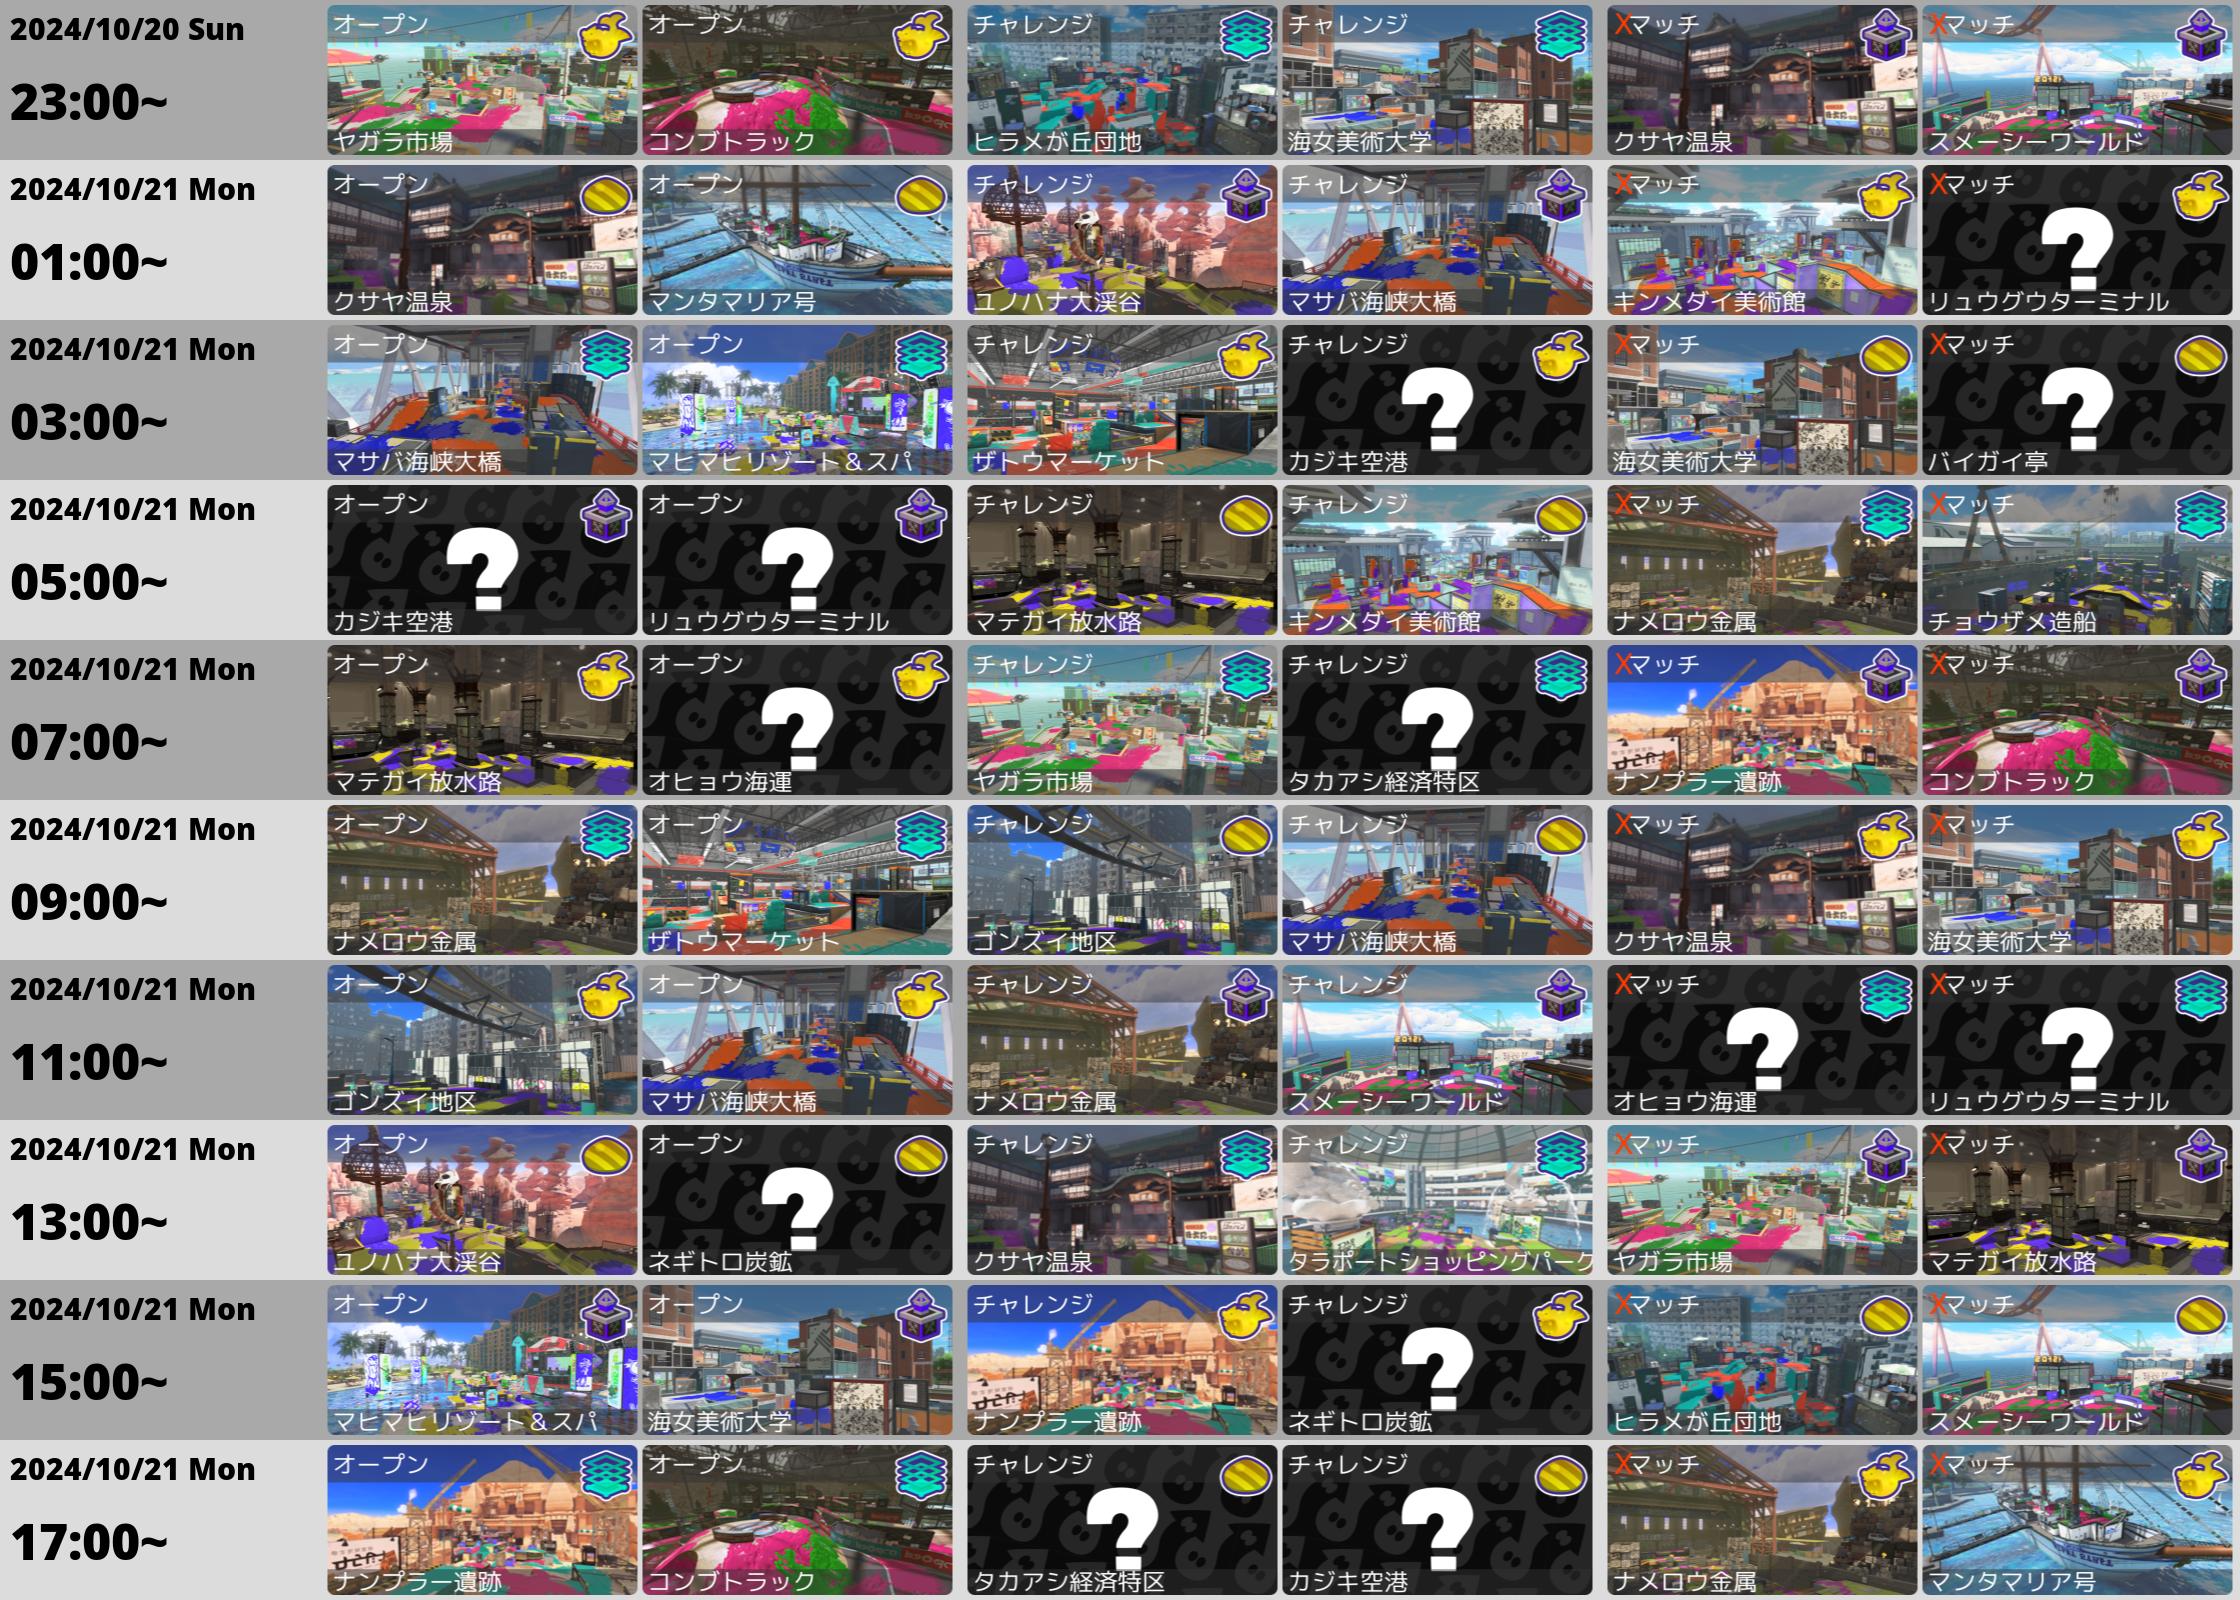 2024/10/20 Sun
23:00~
オープン オープン チャレンジ チャレンジ Xマッチ Xマッチ
ヤガラ市場 コンブトラック ヒラメが丘団地 海女美術大学 クサヤ温泉 スメーシーワールド
2024/10/21 Mon
01:00~
オープン オープン チャレンジ チャレンジ Xマッチ Xマッチ
クサヤ温泉 マンタマリア号 ユノハナ大渓谷 マサバ海峡大橋 キンメダイ美術館 リュウグウターミナル
2024/10/21 Mon
03:00~
オープン オープン チャレンジ チャレンジ Xマッチ Xマッチ
マサバ海峡大橋 マヒマヒリゾート&スパ ザトウマーケット カジキ空港 海女美術大学 バイガイ亭
2024/10/21 Mon
05:00~
オープン オープン チャレンジ チャレンジ Xマッチ Xマッチ
カジキ空港 リュウグウターミナル マテガイ放水路 キンメダイ美術館 ナメロウ金属 チョウザメ造船
2024/10/21 Mon
07:00~
オープン オープン チャレンジ チャレンジ Xマッチ Xマッチ
マテガイ放水路 オヒョウ海運 ヤガラ市場 タカアシ経済特区 ナンプラー遺跡 コンブトラック
2024/10/21 Mon
09:00~
オープン オープン チャレンジ チャレンジ Xマッチ Xマッチ
ナメロウ金属 ザトウマーケット ゴンズイ地区 マサバ海峡大橋 クサヤ温泉 海女美術大学
2024/10/21 Mon
11:00~
オープン オープン チャレンジ チャレンジ Xマッチ Xマッチ
ゴンズイ地区 マサバ海峡大橋 ナメロウ金属 スメーシーワールド オヒョウ海運 リュウグウターミナル
2024/10/21 Mon
13:00~
オープン オープン チャレンジ チャレンジ Xマッチ Xマッチ
ユノハナ大渓谷 ネギトロ炭鉱 クサヤ温泉 タラポートショッピングパーク ヤガラ市場 マテガイ放水路
2024/10/21 Mon
15:00~
オープン オープン チャレンジ チャレンジ Xマッチ Xマッチ
マヒマヒリゾート&スパ 海女美術大学 ナンプラー遺跡 ネギトロ炭鉱 ヒラメが丘団地 スメーシーワールド
2024/10/21 Mon
17:00~
オープン オープン チャレンジ チャレンジ Xマッチ Xマッチ
ナンプラー遺跡 コンブトラック タカアシ経済特区 カジキ空港 ナメロウ金属 マンタマリア号